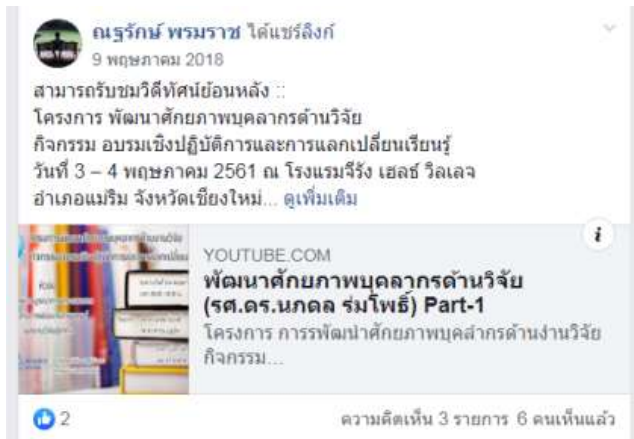 ณฐรักษ์ พรมราช ได้แชร์ลิงก์
9 พฤษภาคม 2018
สามารถรับชมวิดีทัศน์ย้อนหลัง ::
โครงการ พัฒนาศักยภาพบุคลากรด้านวิจัย
กิจกรรม อบรมเชิงปฏิบัติการและการแลกเปลี่ยนเรียนรู้
วันที่ 3 – 4 พฤษภาคม 2561 ณ โรงแรมจีรัง เฮลธ์ วิลเลจ
อำเภอแม่ริม จังหวัดเชียงใหม่... ดูเพิ่มเติม
YOUTUBE.COM
พัฒนาศักยภาพบุคลากรด้านวิจัย
(รศ.ดร.นภดล ร่มโพธิ์) Part-1
โครงการ การพัฒนาศักยภาพบุคลากรด้านงานวิจัย
กิจกรรม...
2
ความคิดเห็น 3 รายการ 6 คนเห็นแล้ว